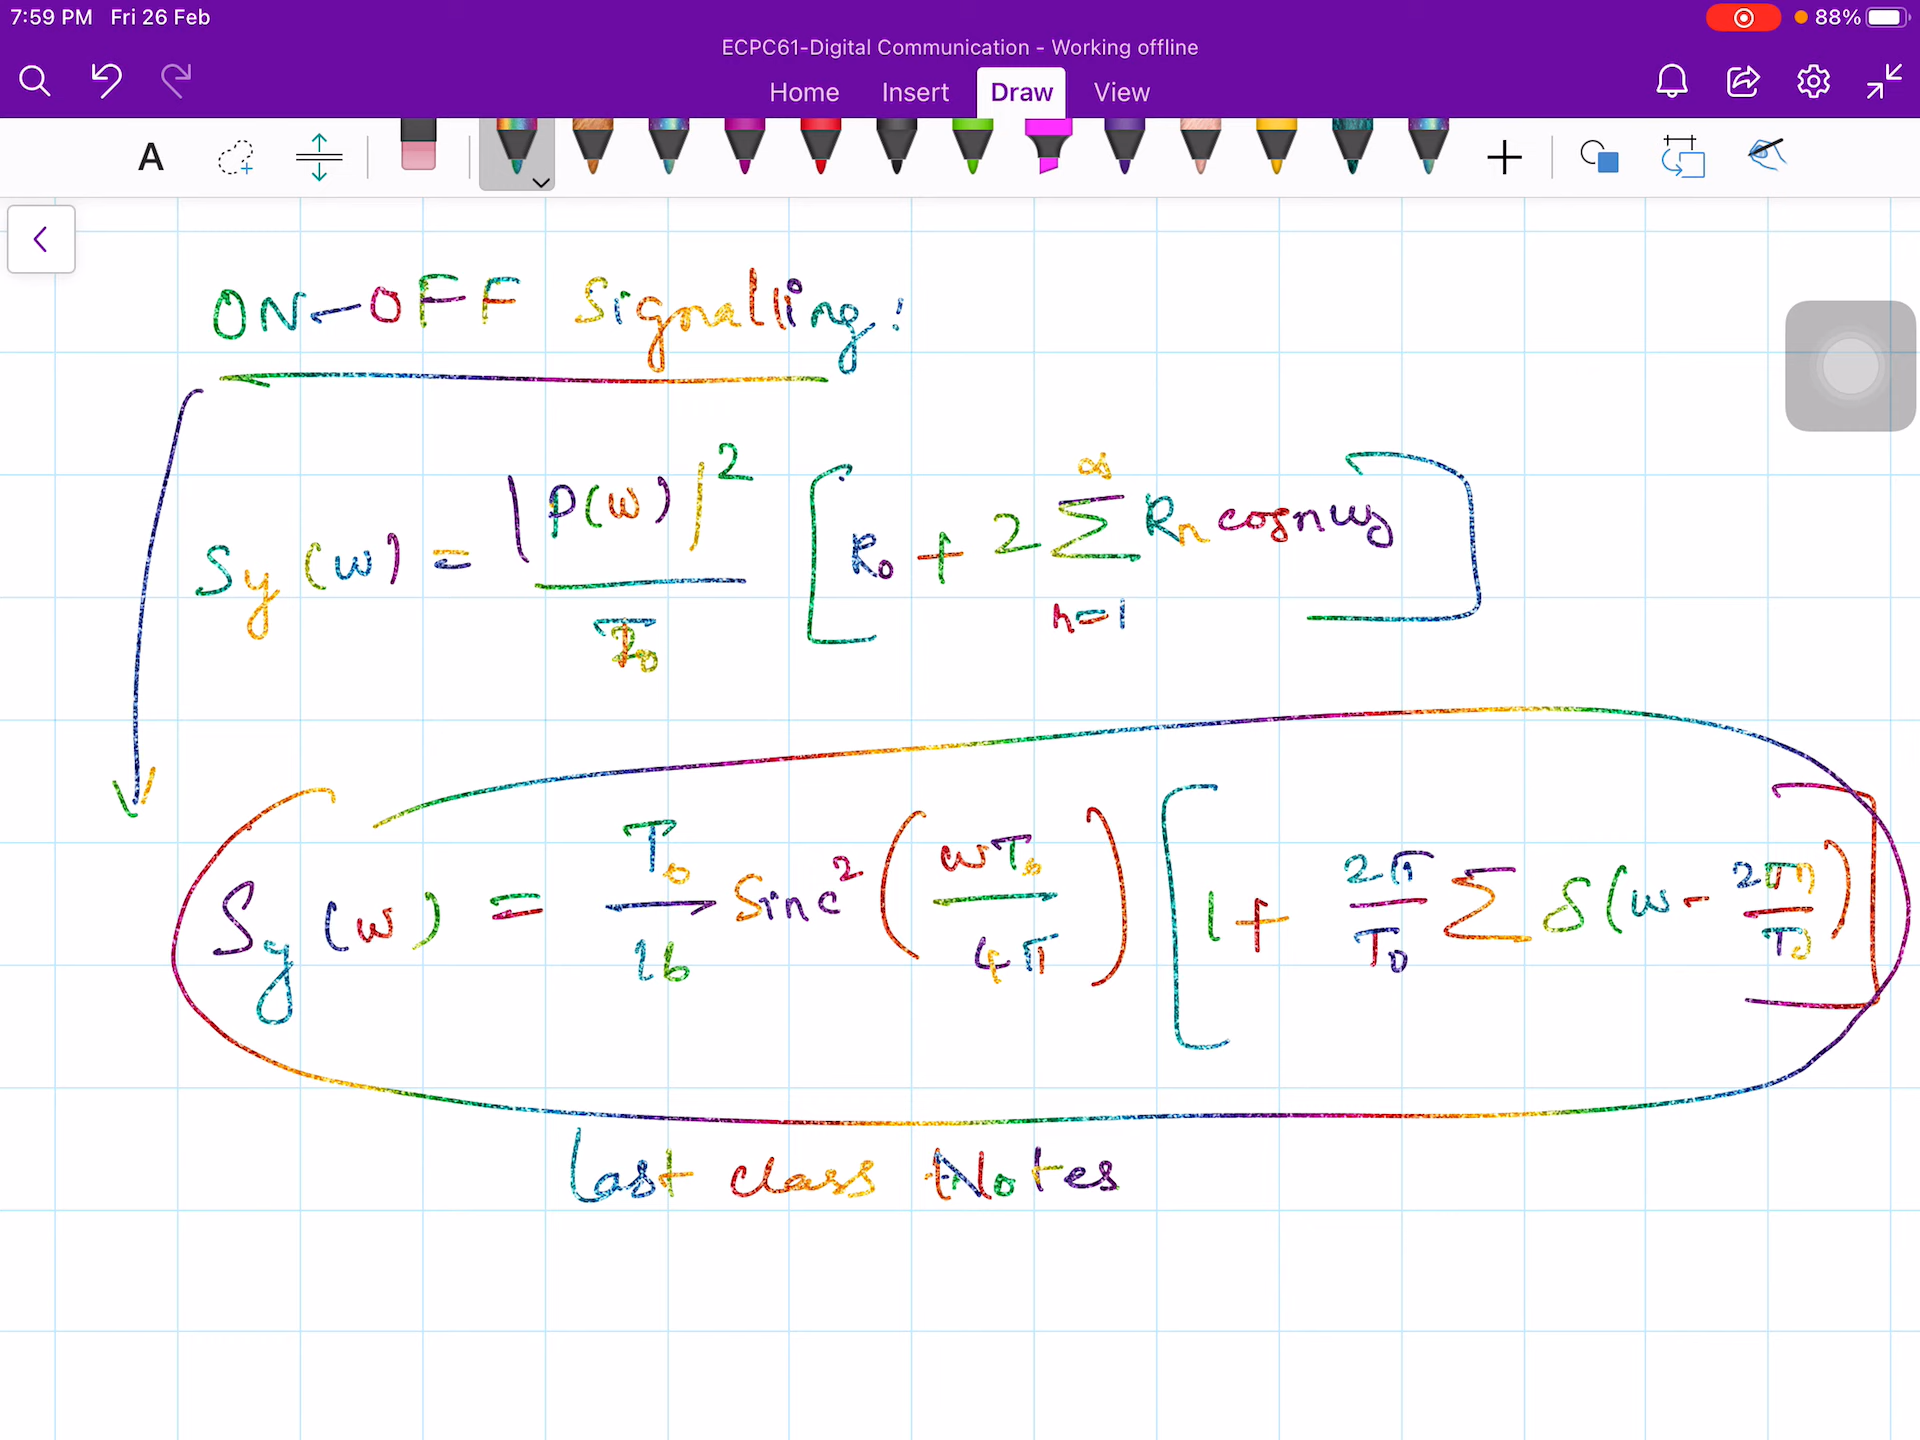 7:59 PM Fri 26 Feb 88%
ECPC61-Digital Communication - Working offline
Home Insert Draw View
A
ON-OFF Signalling!
Sy(ω) = |P(ω)|² / T₀ [R₀ + 2 ∑_{n=1}^{∞} Rn cos nω
Sy(ω) = T₀/16 Sinc² (ωT₀/4π) [1 + 2π/T₀ ∑ δ(ω - 2πn/T₀)]
Last class Notes